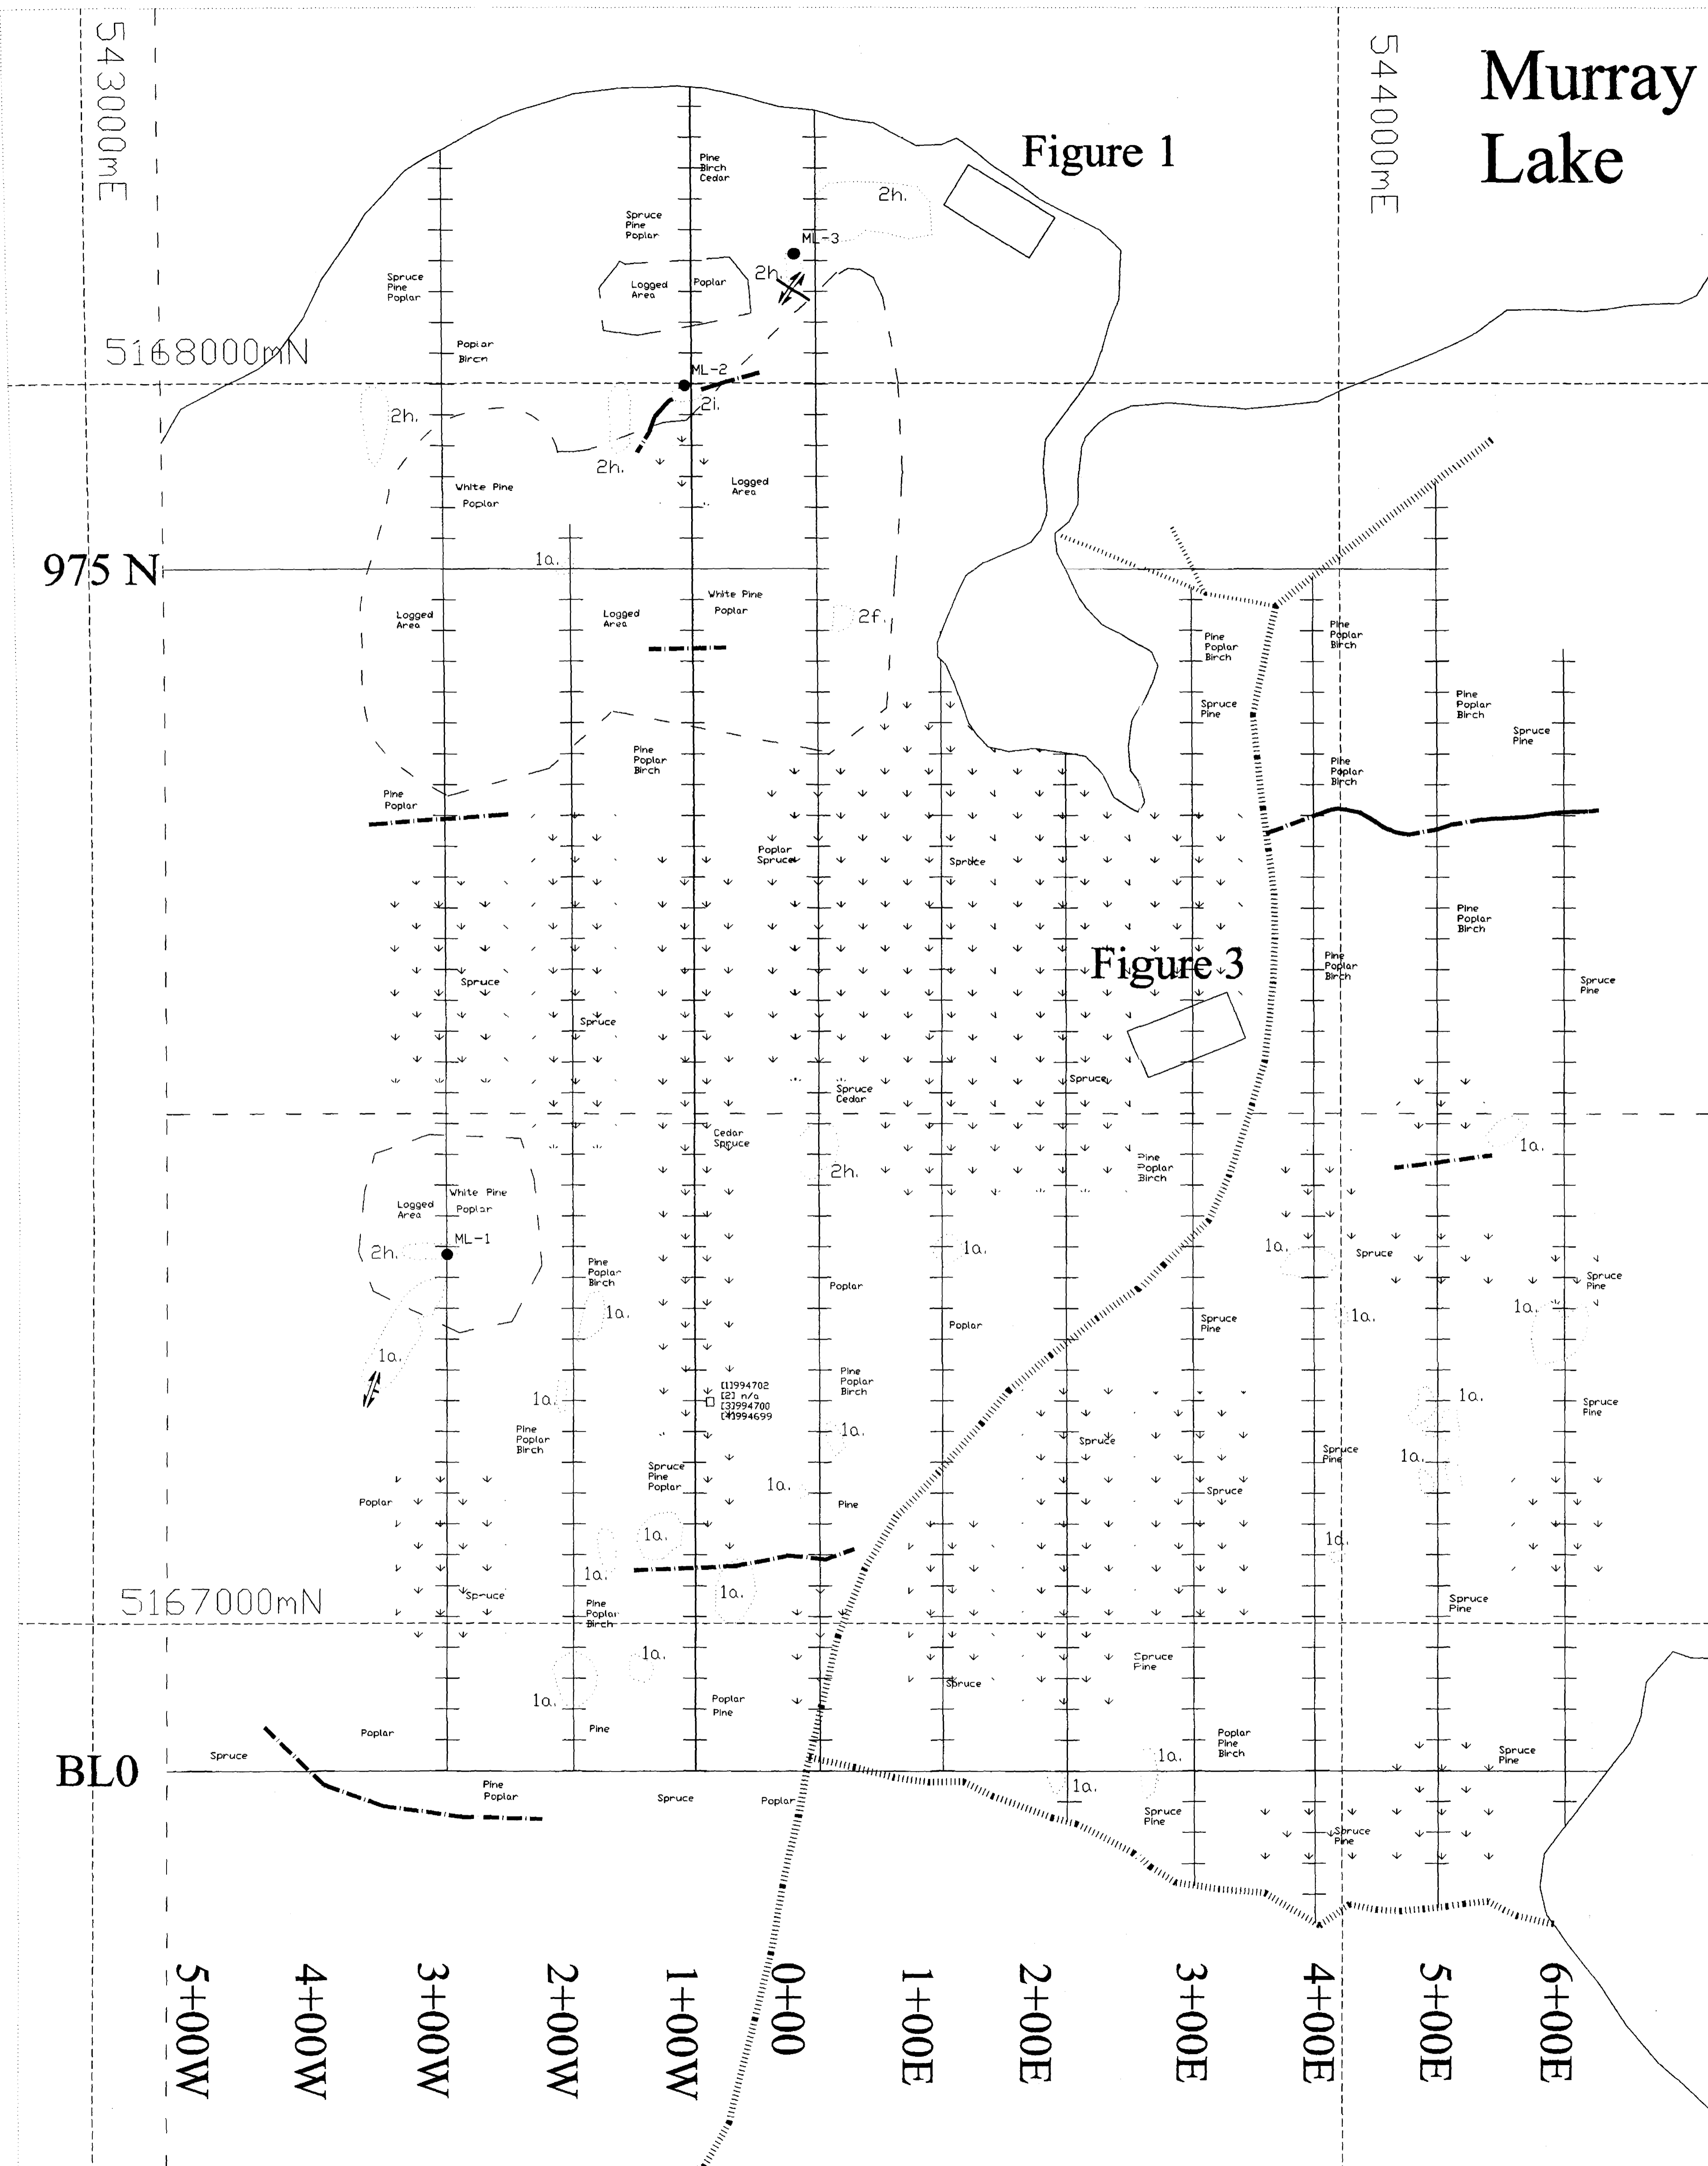 543000mE
544000mE
Murray
Lake
Figure 1
Pine
Birch
Cedar
2h.
Spruce
Pine
Poplar
ML-3
2h.
Spruce
Pine
Poplar
Logged
Area
Poplar
5168000mN
Poplar
Birch
ML-2
2i.
2h.
2h.
White Pine
Poplar
Logged
Area
975 N
1a.
White Pine
Poplar
Logged
Area
Logged
Area
2f.
Pine
Poplar
Birch
Pine
Poplar
Birch
Spruce
Pine
Pine
Poplar
Birch
Spruce
Pine
Pine
Poplar
Birch
Pine
Poplar
Birch
Pine
Poplar
Poplar
Spruce
Spruce
Pine
Poplar
Birch
Figure 3
Pine
Poplar
Birch
Spruce
Spruce
Pine
Spruce
Spruce
Spruce
Cedar
Cedar
Spruce
1a.
2h.
Pine
Poplar
Birch
White Pine
Poplar
Logged
Area
ML-1
2h.
1a.
1a.
Spruce
Pine
Poplar
Birch
Poplar
Spruce
Pine
1a.
1a.
1a.
Poplar
Spruce
Pine
1a.
Pine
Poplar
Birch
[1]994702
[2] n/a
[3]994700
[4]994699
1a.
1a.
Spruce
Pine
Pine
Poplar
Birch
1a.
Spruce
Spruce
Pine
1a.
Spruce
Pine
Poplar
1a.
Spruce
Poplar
Pine
1a.
1a.
1a.
1a.
Spruce
Spruce
Pine
5167000mN
Pine
Poplar
Birch
1a.
Spruce
Pine
Spruce
1a.
Poplar
Pine
Poplar
Pine
Spruce
Poplar
Pine
Birch
1a.
Spruce
Pine
BL0
Pine
Poplar
1a.
Spruce
Poplar
Spruce
Pine
Spruce
Pine
5+00W
4+00W
3+00W
2+00W
1+00W
0+00
1+00E
2+00E
3+00E
4+00E
5+00E
6+00E